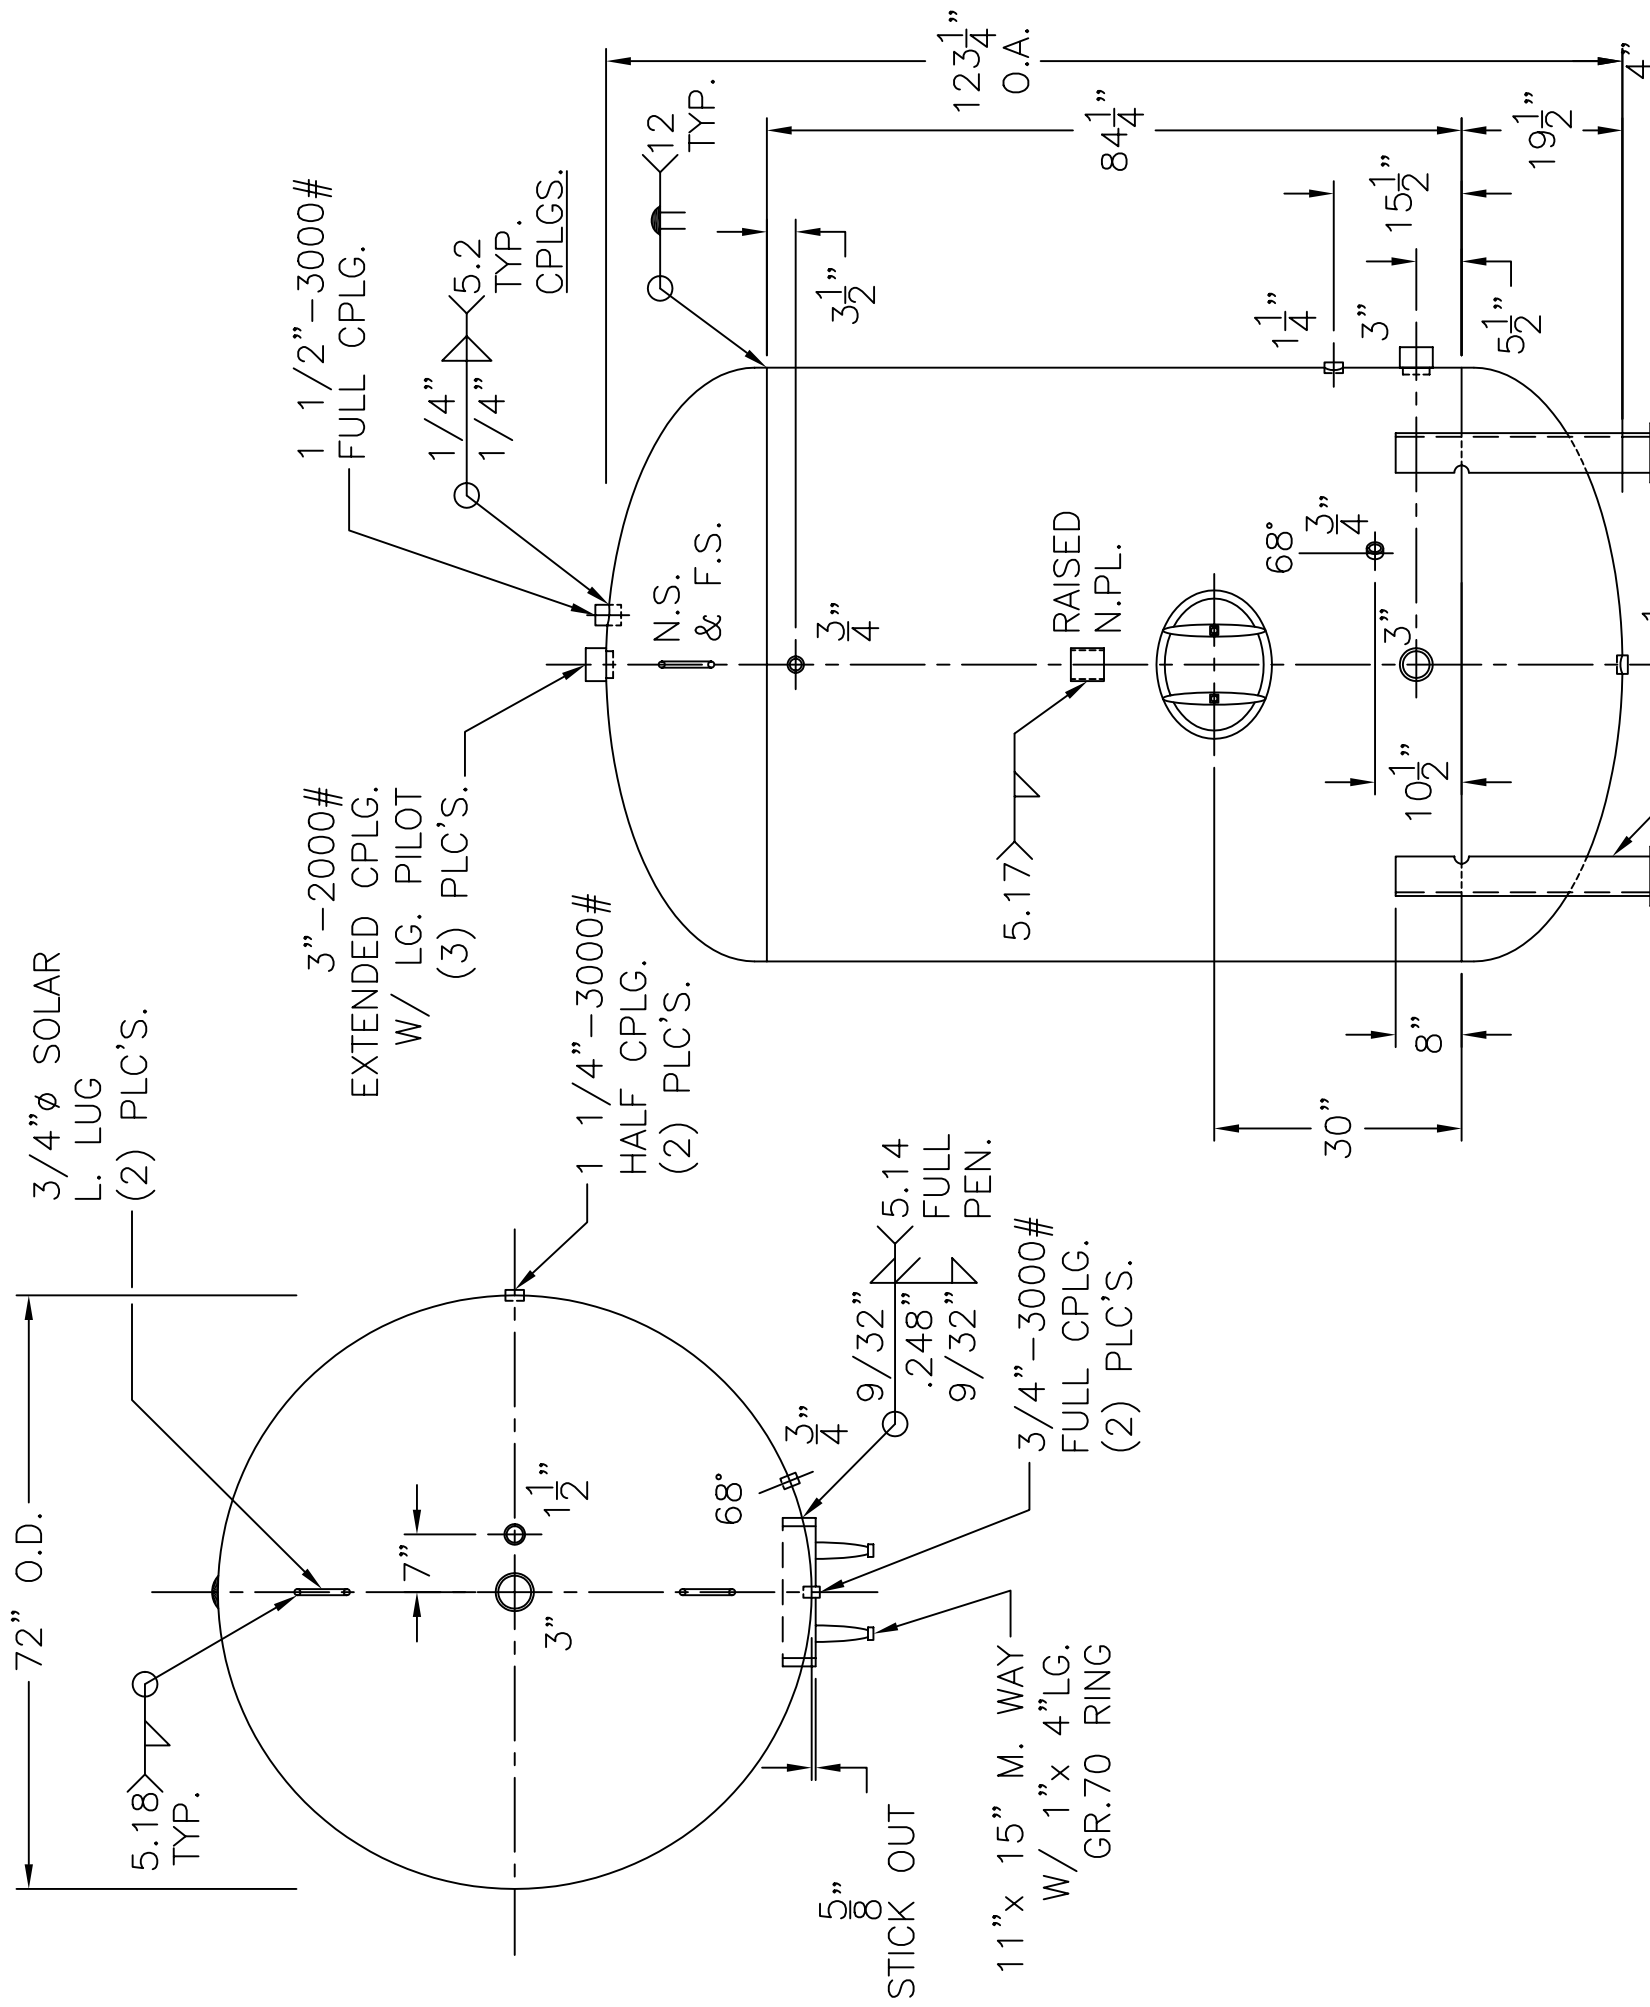 3/4"ø SOLAR
L. LUG
(2) PLC'S.
72" O.D.
5.18
TYP.
7"
1 1/2"
3"
68°
3/4"
5/8"
STICK OUT
11"x 15" M. WAY
W/ 1"x 4"LG.
GR.70 RING
9/32"
.248"
9/32"
5.14
FULL
PEN.
3/4"-3000#
FULL CPLG.
(2) PLC'S.
1 1/4"-3000#
HALF CPLG.
(2) PLC'S.
3"-2000#
EXTENDED CPLG.
W/ LG. PILOT
(3) PLC'S.
1 1/2"-3000#
FULL CPLG.
1/4"
1/4"
5.2
TYP.
CPLGS.
12
TYP.
N.S.
& F.S.
3/4"
3 1/2"
123 1/4"
O.A.
84 1/4"
19 1/2"
4"
15 1/2"
5 1/2"
1 1/4"
3"
RAISED
N.PL.
5.17
68°
3/4"
3"
10 1/2"
8"
30"
1